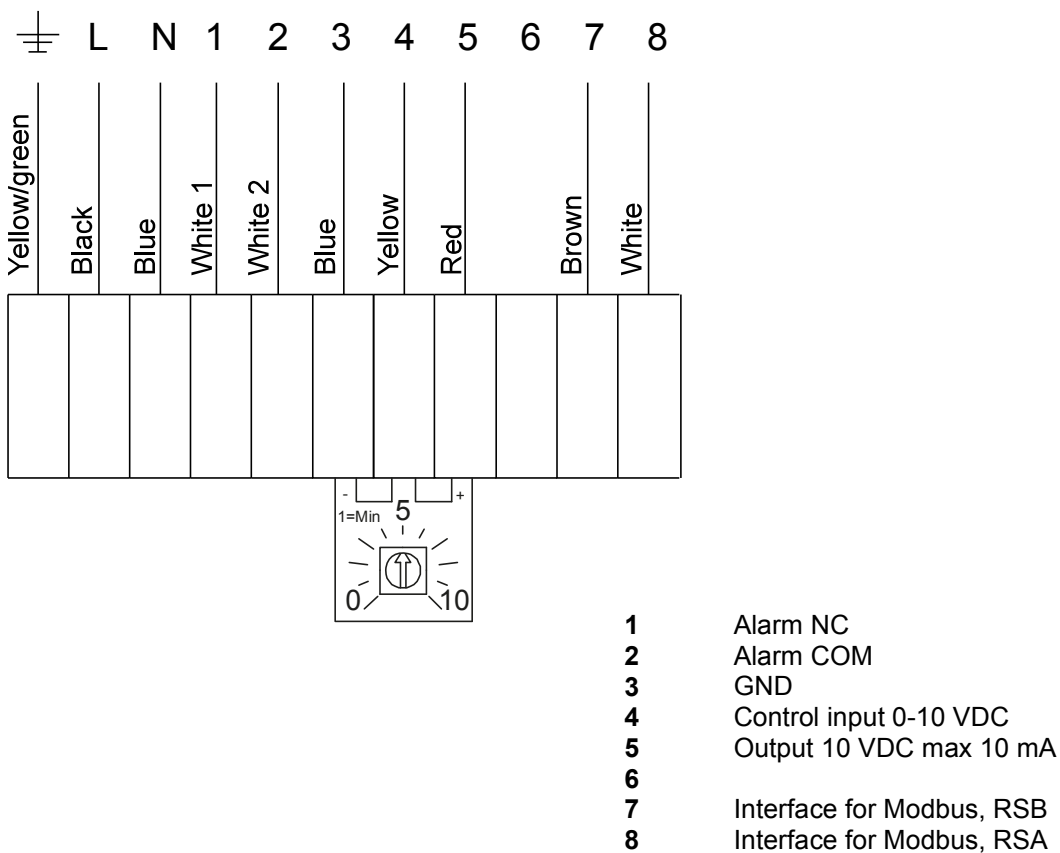 L N 1 2 3 4 5 6 7 8
Yellow/green
Black
Blue
White 1
White 2
Blue
Yellow
Red
Brown
White
- +
1=Min 5
0 10
1 Alarm NC
2 Alarm COM
3 GND
4 Control input 0-10 VDC
5 Output 10 VDC max 10 mA
6
7 Interface for Modbus, RSB
8 Interface for Modbus, RSA